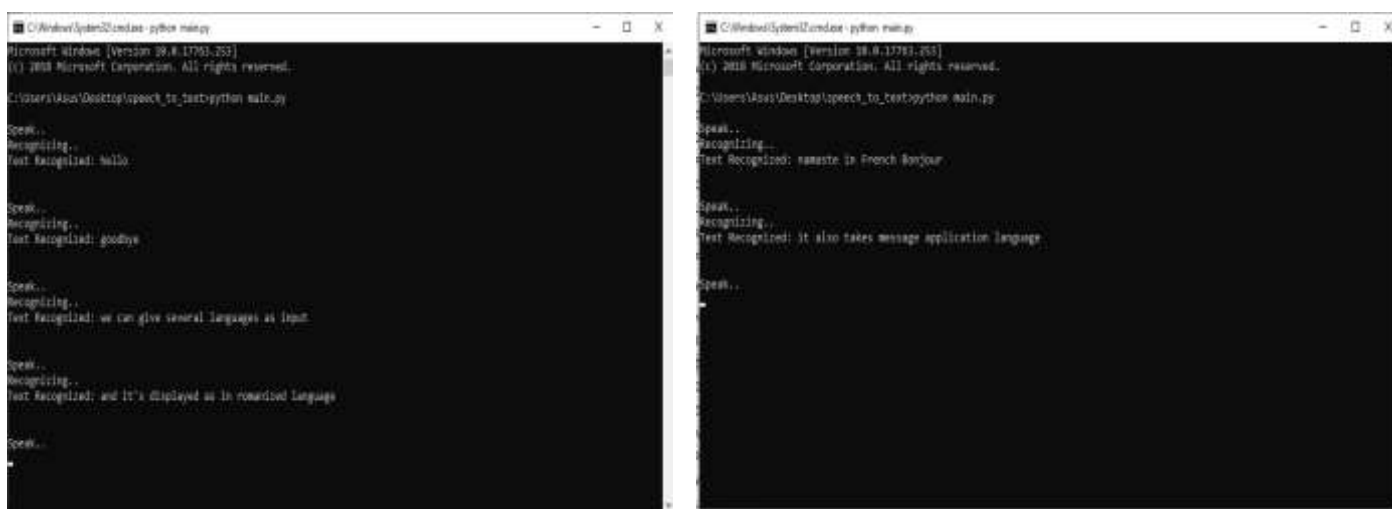 C:\Windows\System32\cmd.exe - python main.py
Microsoft Windows [Version 10.0.17763.253]
(c) 2018 Microsoft Corporation. All rights reserved.
C:\Users\Asus\Desktop\speech_to_text>python main.py
Speak..
Recognizing..
Text Recognized: hello
Speak..
Recognizing..
Text Recognized: goodbye
Speak..
Recognizing..
Text Recognized: we can give several languages as input
Speak..
Recognizing..
Text Recognized: and it's displayed as in romanized language
Speak..
C:\Windows\System32\cmd.exe - python main.py
Microsoft Windows [Version 10.0.17763.253]
(c) 2018 Microsoft Corporation. All rights reserved.
C:\Users\Asus\Desktop\speech_to_text>python main.py
Speak..
Recognizing..
Text Recognized: namaste in French Bonjour
Speak..
Recognizing..
Text Recognized: it also takes message application language
Speak..